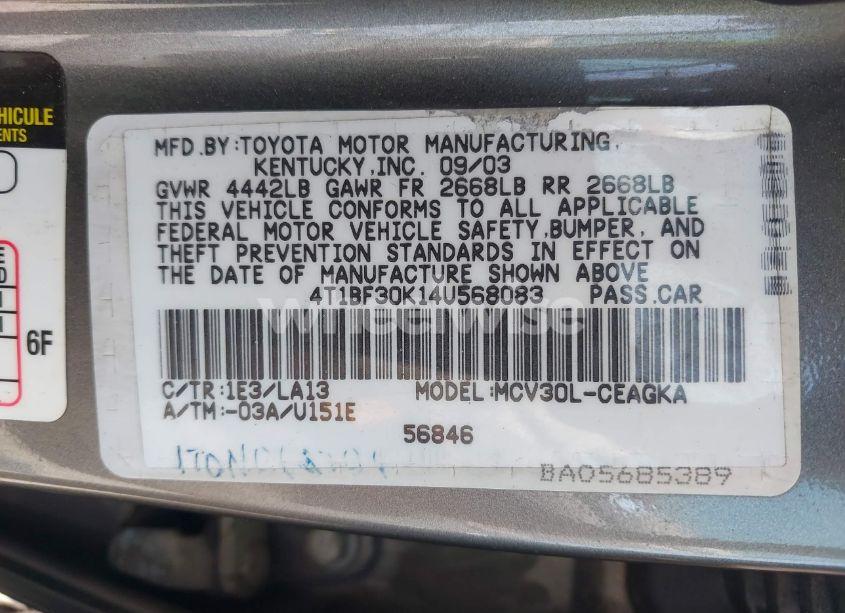 EHICULE
ENTS
E
D
6F
MFD.BY:TOYOTA MOTOR MANUFACTURING,
KENTUCKY,INC. 09/03
GVWR 4442LB GAWR FR 2668LB RR 2668LB
THIS VEHICLE CONFORMS TO ALL APPLICABLE
FEDERAL MOTOR VEHICLE SAFETY,BUMPER, AND
THEFT PREVENTION STANDARDS IN EFFECT ON
THE DATE OF MANUFACTURE SHOWN ABOVE
4T1BF30K14U568083 PASS.CAR
wheelwise
C/TR:1E3/LA13 MODEL:MCV30L-CEAGKA
A/TM:-03A/U151E
56846
BA05685389